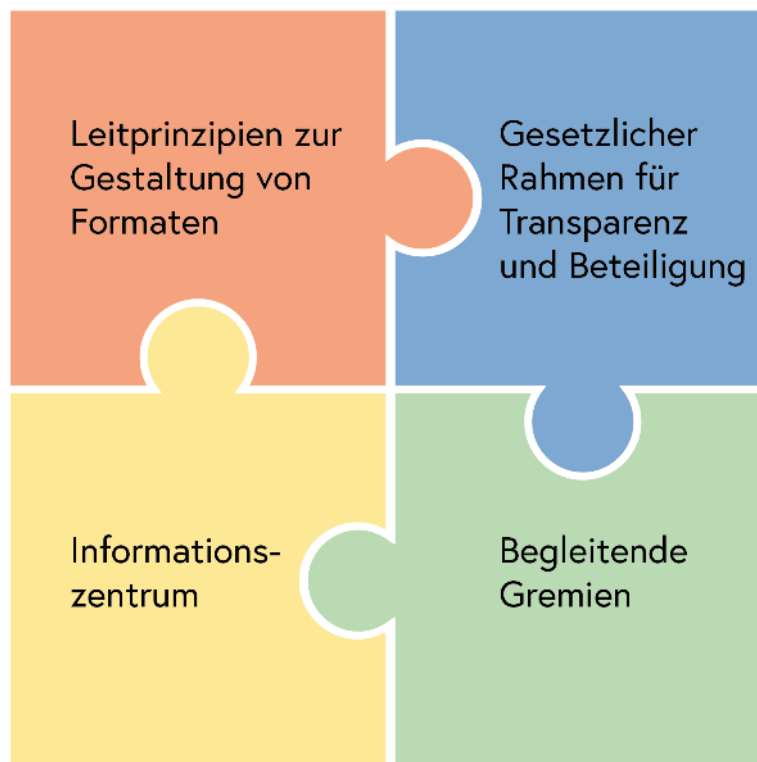 Leitprinzipien zur
Gestaltung von
Formaten
Gesetzlicher
Rahmen für
Transparenz
und Beteiligung
Informations-
zentrum
Begleitende
Gremien